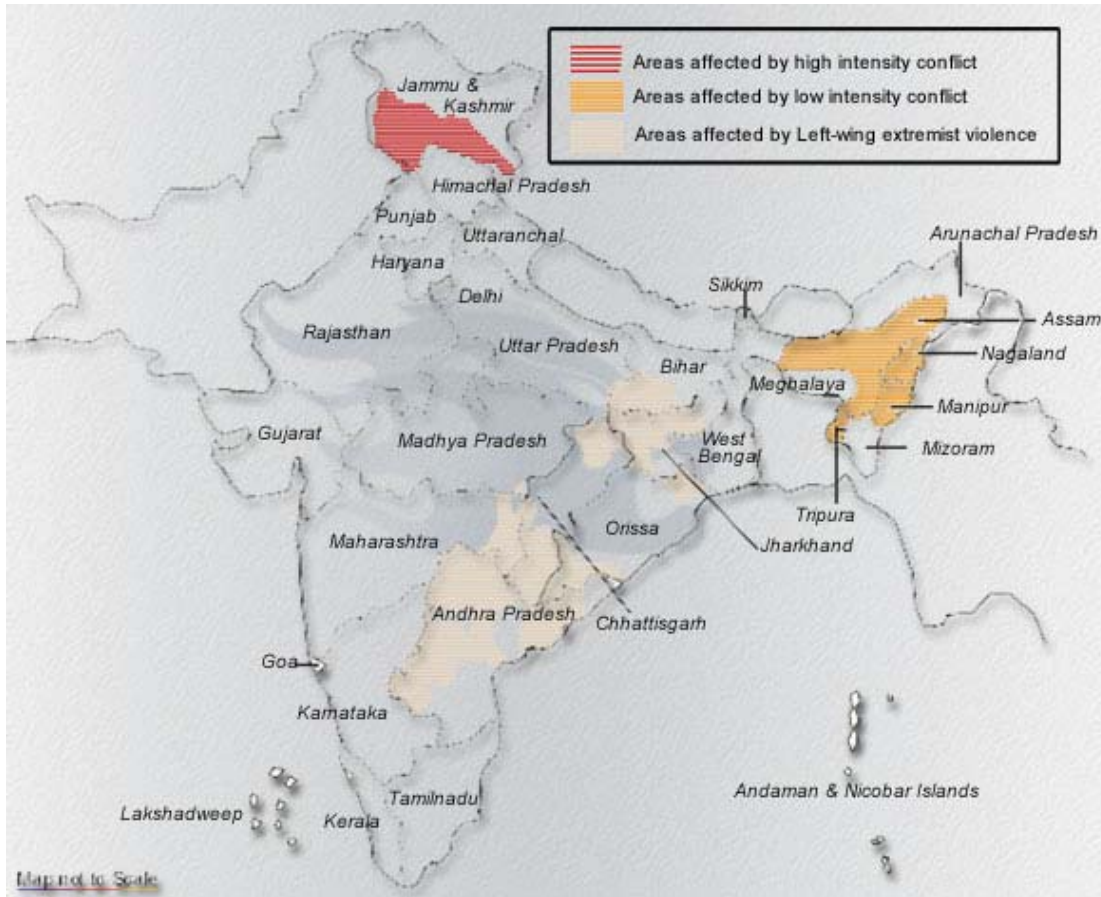 Areas affected by high intensity conflict
Areas affected by low intensity conflict
Areas affected by Left-wing extremist violence
Jammu &
Kashmir
Himachal Pradesh
Punjab
Uttaranchal
Haryana
Delhi
Rajasthan
Uttar Pradesh
Sikkim
Arunachal Pradesh
Assam
Nagaland
Bihar
Meghalaya
Manipur
Gujarat
Madhya Pradesh
West
Bengal
Mizoram
Tripura
Orissa
Maharashtra
Jharkhand
Andhra Pradesh
Chhattisgarh
Goa
Karnataka
Tamilnadu
Andaman & Nicobar Islands
Lakshadweep
Kerala
Map not to Scale